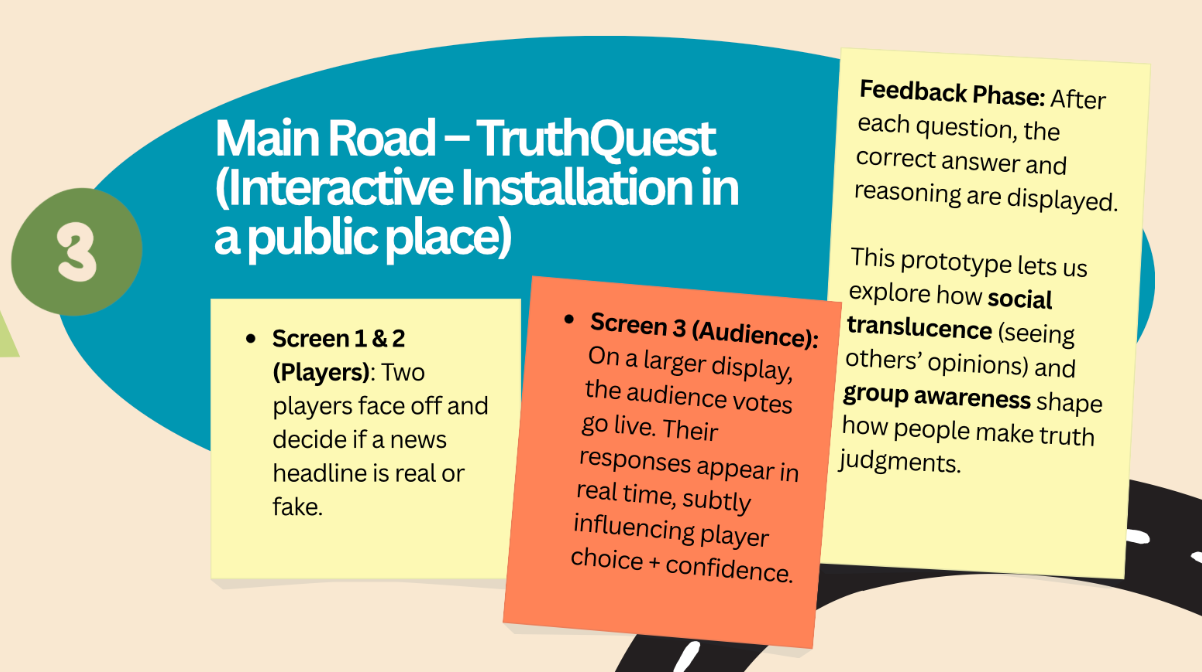 3
Main Road – TruthQuest
(Interactive Installation in
a public place)
• Screen 1 & 2
(Players): Two
players face off and
decide if a news
headline is real or
fake.
• Screen 3 (Audience):
On a larger display,
the audience votes
go live. Their
responses appear in
real time, subtly
influencing player
choice + confidence.
Feedback Phase: After
each question, the
correct answer and
reasoning are displayed.
This prototype lets us
explore how social
translucence (seeing
others’ opinions) and
group awareness shape
how people make truth
judgments.